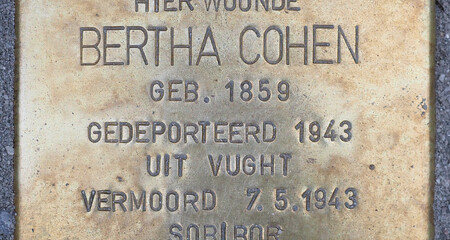 HIER WOONDE
BERTHA COHEN
GEB. 1859
GEDEPORTEERD 1943
UIT VUGHT
VERMOORD 7.5.1943
SOBIBOR